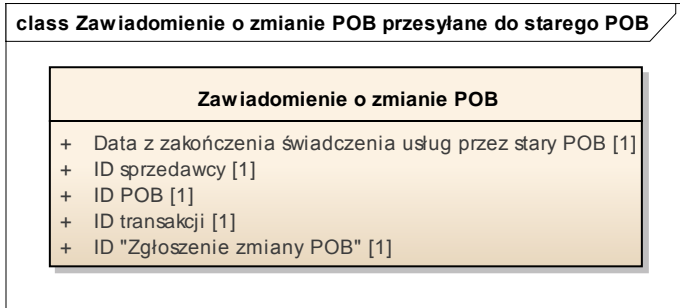 class Zawiadomienie o zmianie POB przesyłane do starego POB
Zawiadomienie o zmianie POB
+ Data z zakończenia świadczenia usług przez stary POB [1]
+ ID sprzedawcy [1]
+ ID POB [1]
+ ID transakcji [1]
+ ID "Zgłoszenie zmiany POB" [1]